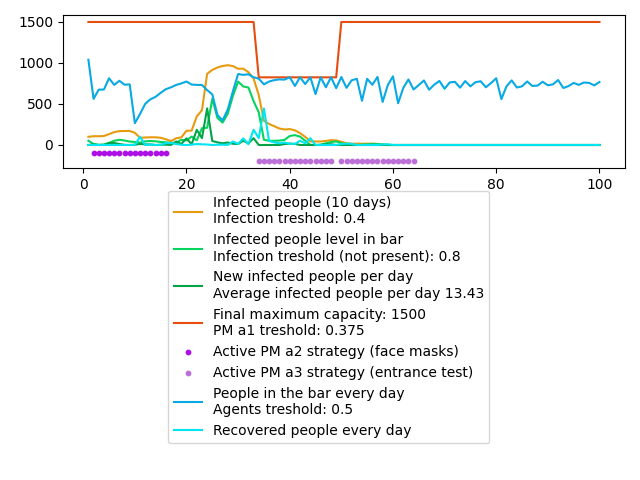 1500
1000
500
0
0
20
40
60
80
100
Infected people (10 days)
Infection treshold: 0.4
Infected people level in bar
Infection treshold (not present): 0.8
New infected people per day
Average infected people per day 13.43
Final maximum capacity: 1500
PM a1 treshold: 0.375
Active PM a2 strategy (face masks)
Active PM a3 strategy (entrance test)
People in the bar every day
Agents treshold: 0.5
Recovered people every day